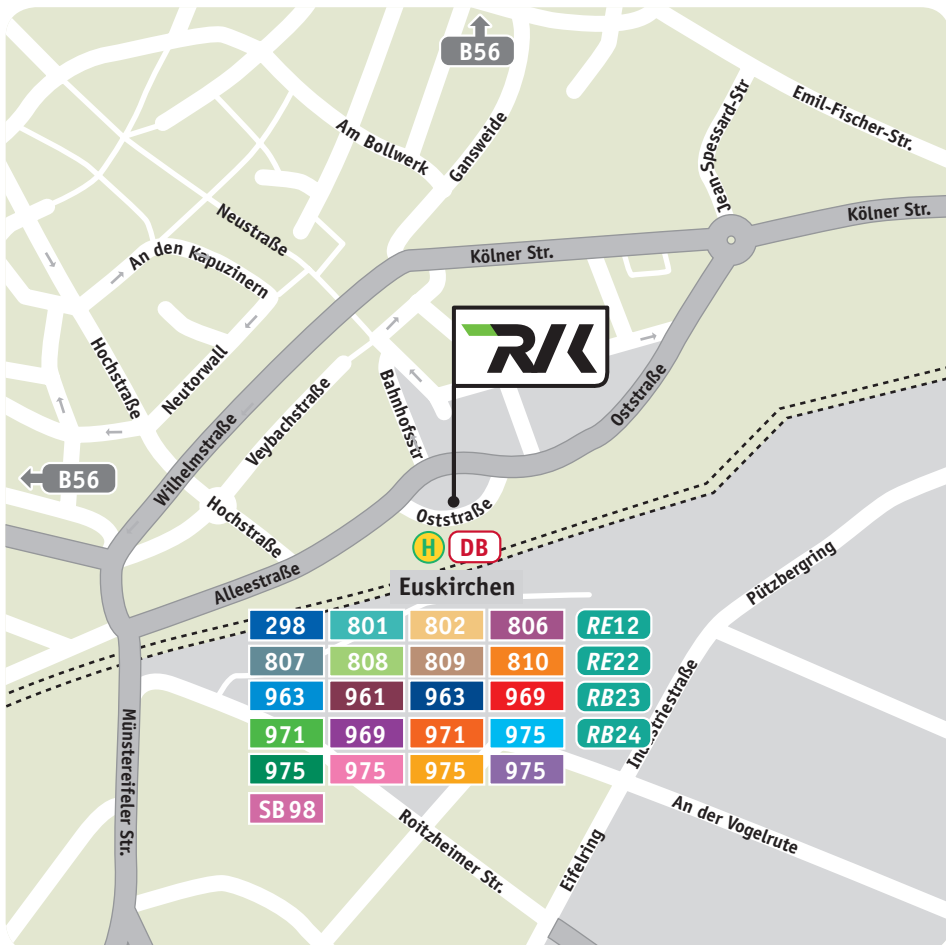 B56
Emil-Fischer-Str.
Jean-Spessard-Str
Am Bollwerk
Gansweide
Neustraße
Kölner Str.
Kölner Str.
An den Kapuzinern
RVK
Hochstraße
Neutorwall
Veybachstraße
Bahnhofsstr
Oststraße
Wilhelmstraße
B56
Hochstraße
Oststraße
H DB
Alleestraße
Euskirchen
Pützbergring
298 801 802 806 RE12
807 808 809 810 RE22
963 961 963 969 RB23
971 969 971 975 RB24
975 975 975 975
SB 98
Industriestraße
Münstereifeler Str.
Roitzheimer Str.
An der Vogelrute
Eifelring